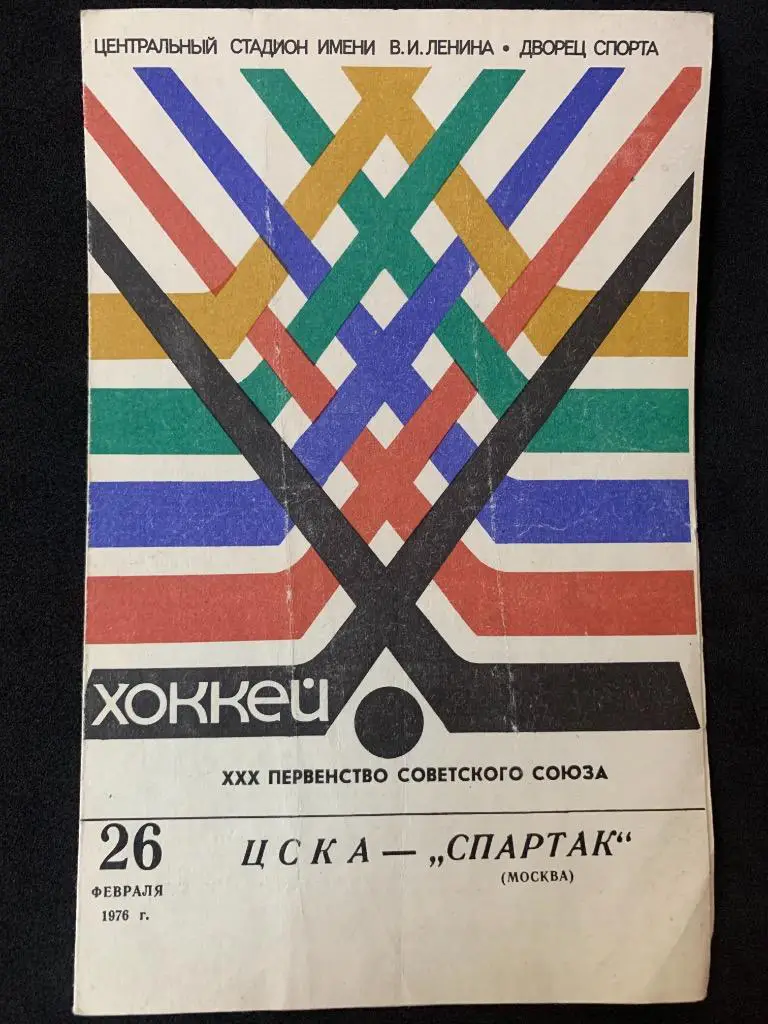 ЦЕНТРАЛЬНЫЙ СТАДИОН ИМЕНИ В.И.ЛЕНИНА • ДВОРЕЦ СПОРТА
ХОККЕЙ
XXX ПЕРВЕНСТВО СОВЕТСКОГО СОЮЗА
26 ЦСКА — „СПАРТАК“
ФЕВРАЛЯ (МОСКВА)
1976 г.